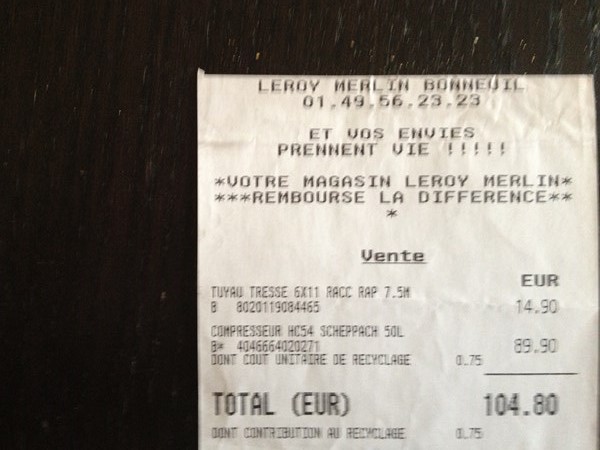 LEROY MERLIN BONNEUIL
01.49.56.23.23
ET VOS ENVIES
PRENNENT VIE !!!!!
*VOTRE MAGASIN LEROY MERLIN*
***REMBOURSE LA DIFFERENCE**
*
Vente
EUR
TUYAU TRESSE 6X11 RACC RAP 7.5M
B 8020119084465 14.90
COMPRESSEUR HC54 SCHEPPACH 50L
B* 4046664020271 89.90
DONT COUT UNITAIRE DE RECYCLAGE 0.75
TOTAL (EUR) 104.80
DONT CONTRIBUTION AU RECYCLAGE 0.75